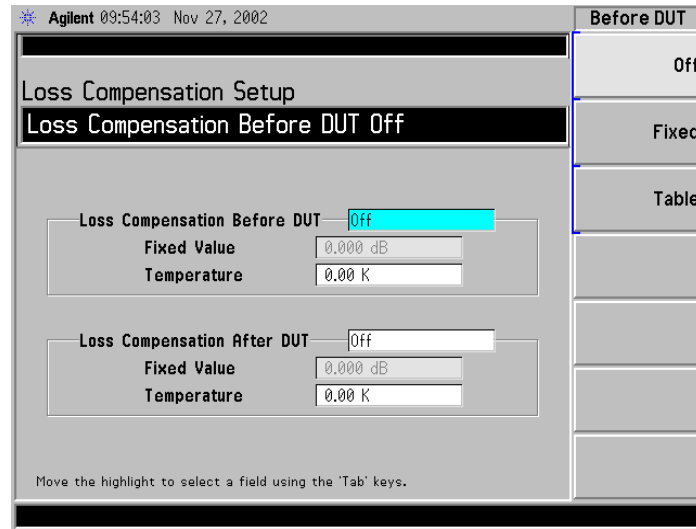 Agilent 09:54:03 Nov 27, 2002
Before DUT
Loss Compensation Setup
Loss Compensation Before DUT Off
Off
Fixed
Table
Loss Compensation Before DUT Off
Fixed Value 0.000 dB
Temperature 0.00 K
Loss Compensation After DUT Off
Fixed Value 0.000 dB
Temperature 0.00 K
Move the highlight to select a field using the 'Tab' keys.